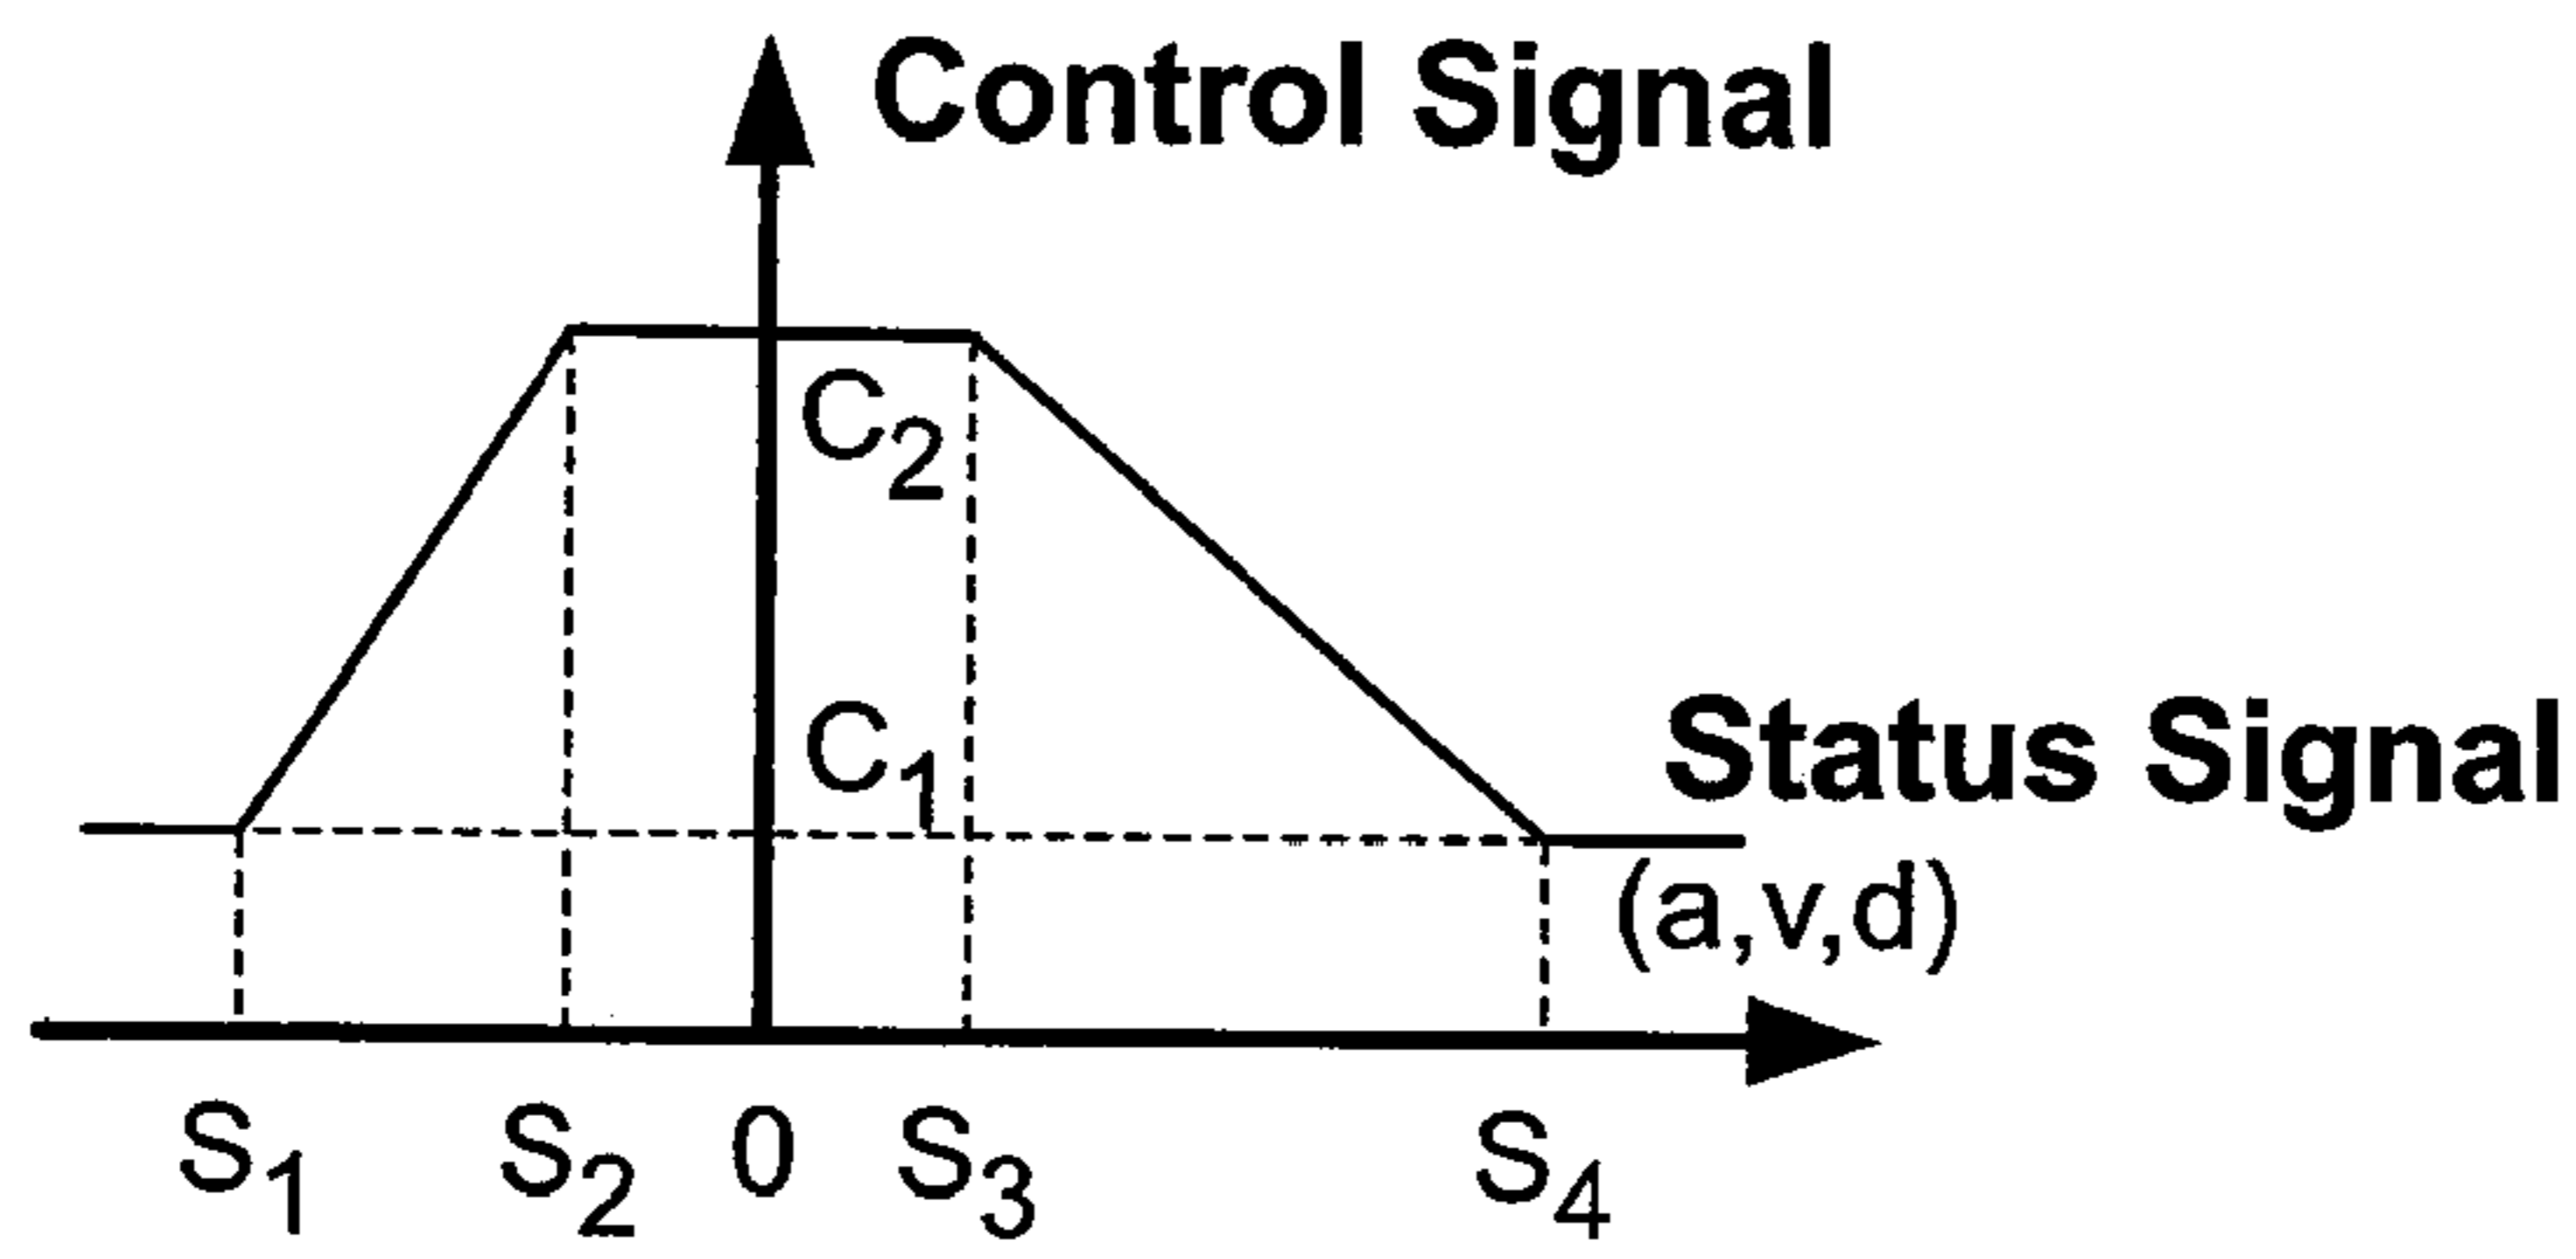 Control Signal
C₂
C₁
Status Signal
(a,v,d)
S₁ S₂ 0 S₃ S₄